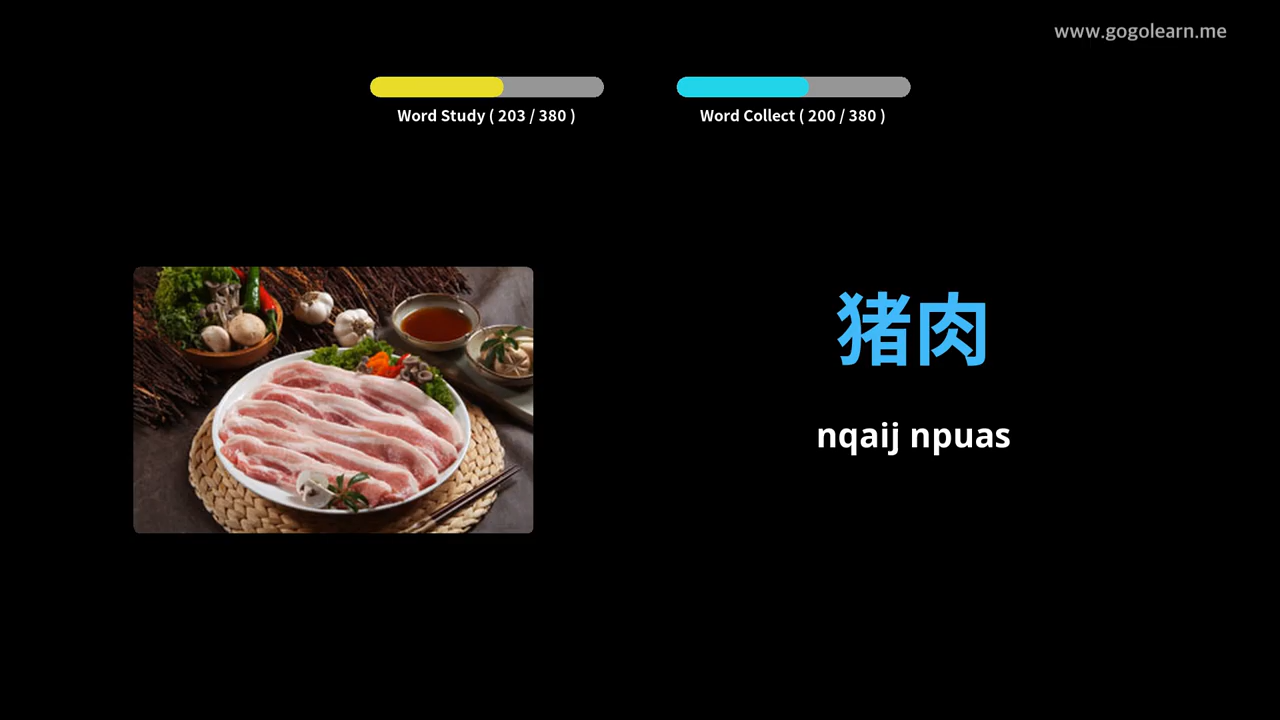 www.gogolearn.me
Word Study ( 203 / 380 )
Word Collect ( 200 / 380 )
猪肉
nqaij npuas